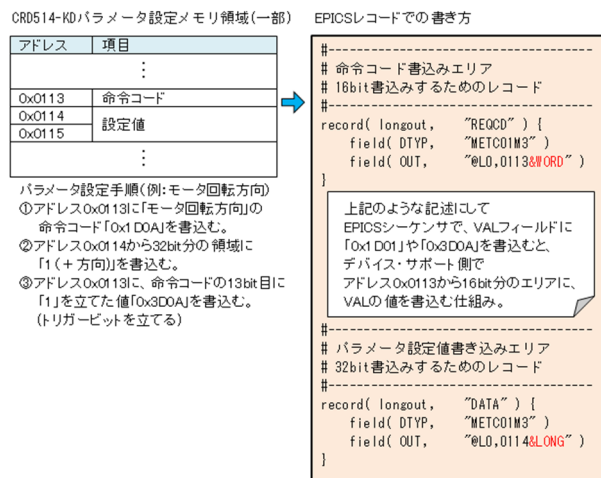 CRD514-KDパラメータ設定メモリ領域(一部)
アドレス 項目
⋮
0x0113 命令コード
0x0114
設定値
0x0115
⋮
パラメータ設定手順(例:モータ回転方向)
①アドレス0x0113に「モータ回転方向」の
命令コード「0x1D0A」を書込む。
②アドレス0x0114から32bit分の領域に
「1(+方向)」を書込む。
③アドレス0x0113に、命令コードの13bit目に
「1」を立てた値「0x3D0A」を書込む。
(トリガービットを立てる)
EPICSレコードでの書き方
#-----------------------------------
# 命令コード書込みエリア
# 16bit書込みするためのレコード
#-----------------------------------
record( longout, "REQCD" ) {
field( DTYP, "METC01M3" )
field( OUT, "@L0,0113&WORD" )
}
上記のような記述にして
EPICSシーケンサで、VALフィールドに
「0x1D01」や「0x3D0A」を書込むと、
デバイス・サポート側で
アドレス0x0113から16bit分のエリアに、
VALの値を書込む仕組み。
#-----------------------------------
# パラメータ設定値書き込みエリア
# 32bit書込みするためのレコード
#-----------------------------------
record( longout, "DATA" ) {
field( DTYP, "METC01M3" )
field( OUT, "@L0,0114&LONG" )
}